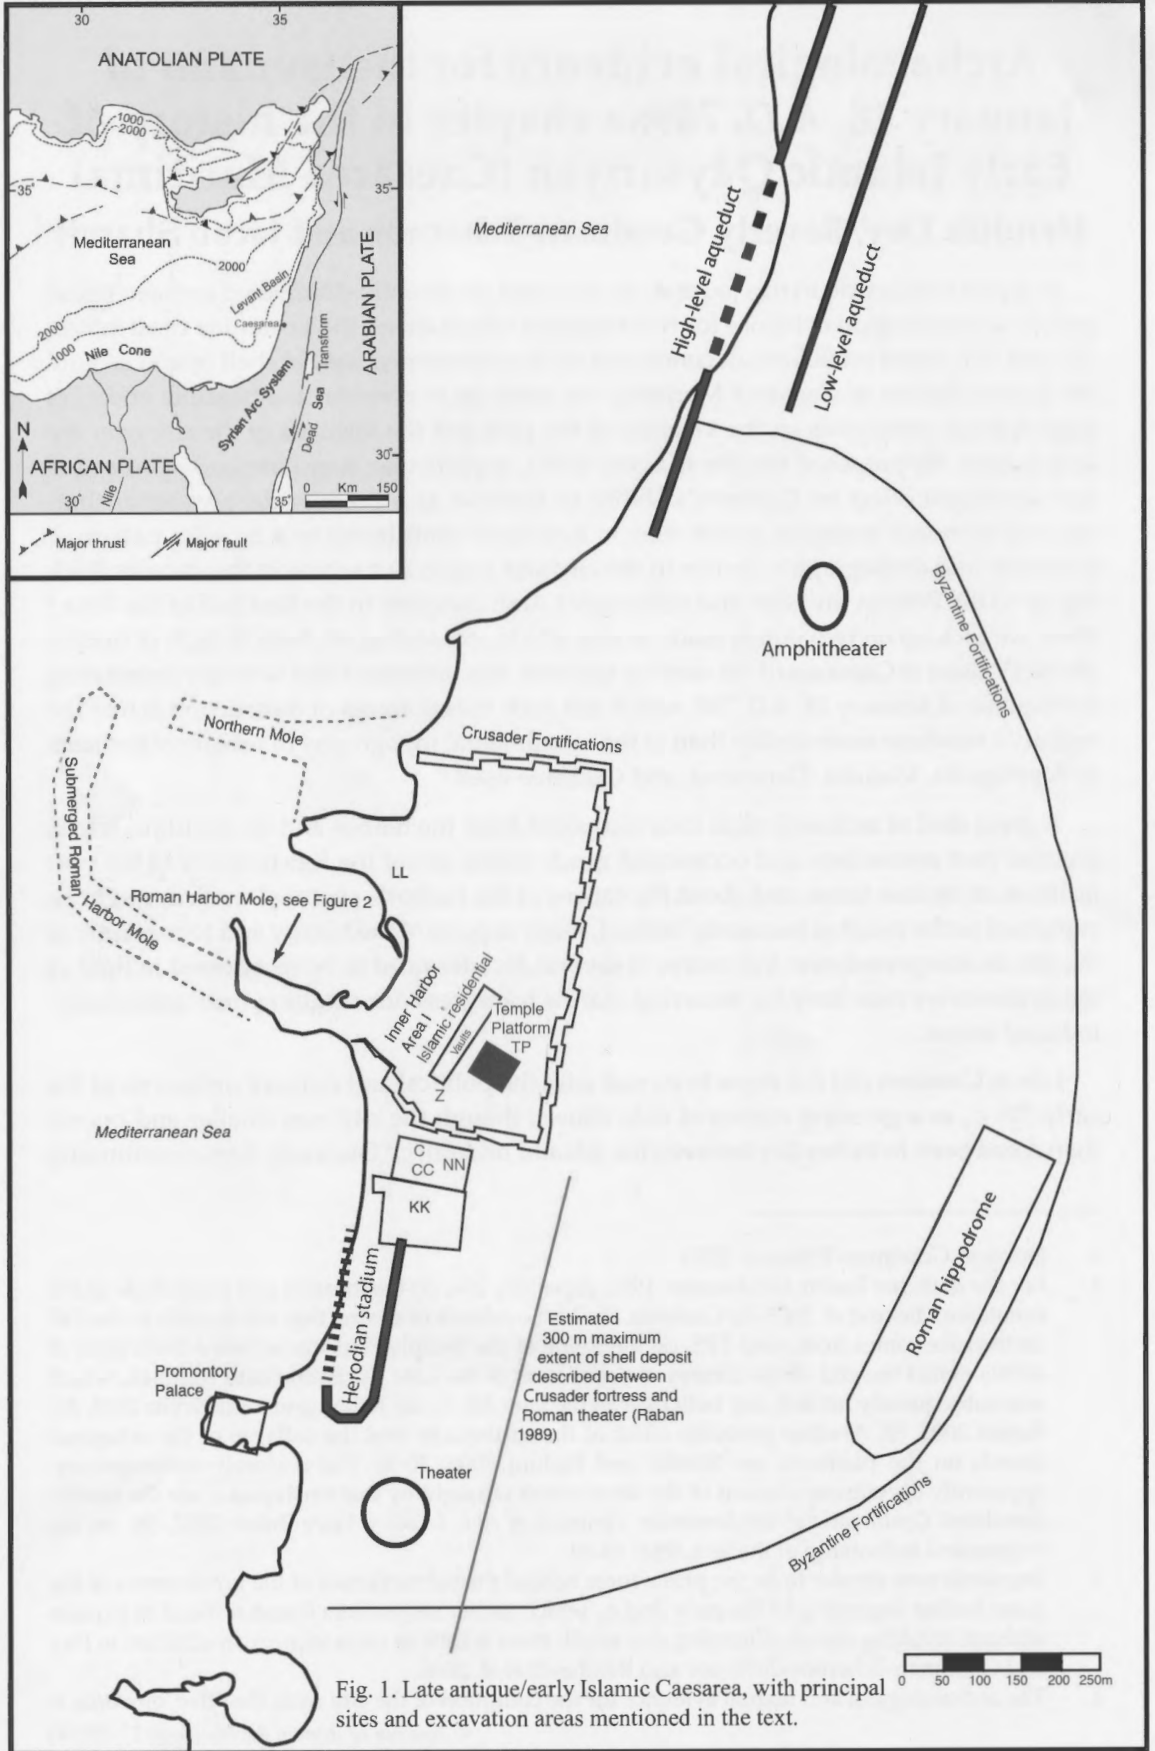 30
35
ANATOLIAN PLATE
1000
2000
35°
35°
Mediterranean
Sea
2000
Levant Basin
Caesarea
2000
1000
Nile Cone
Syrian Arc System
Dead Sea Transform
ARABIAN PLATE
N
AFRICAN PLATE
Nile
30°
30°
35°
0 Km 150
Major thrust
Major fault
Mediterranean Sea
High-level aqueduct
Low-level aqueduct
Byzantine Fortifications
Amphitheater
Northern Mole
Crusader Fortifications
Submerged Roman
Harbor Mole
LL
Roman Harbor Mole, see Figure 2
Inner Harbor
Area I
Islamic residential
Vaults
Temple
Platform
TP
Z
Mediterranean Sea
CC
NN
KK
Herodian stadium
Roman hippodrome
Estimated
300 m maximum
extent of shell deposit
described between
Crusader fortress and
Roman theater (Raban
1989)
Promontory
Palace
Theater
Byzantine Fortifications
0 50 100 150 200 250m
Fig. 1. Late antique/early Islamic Caesarea, with principal
sites and excavation areas mentioned in the text.